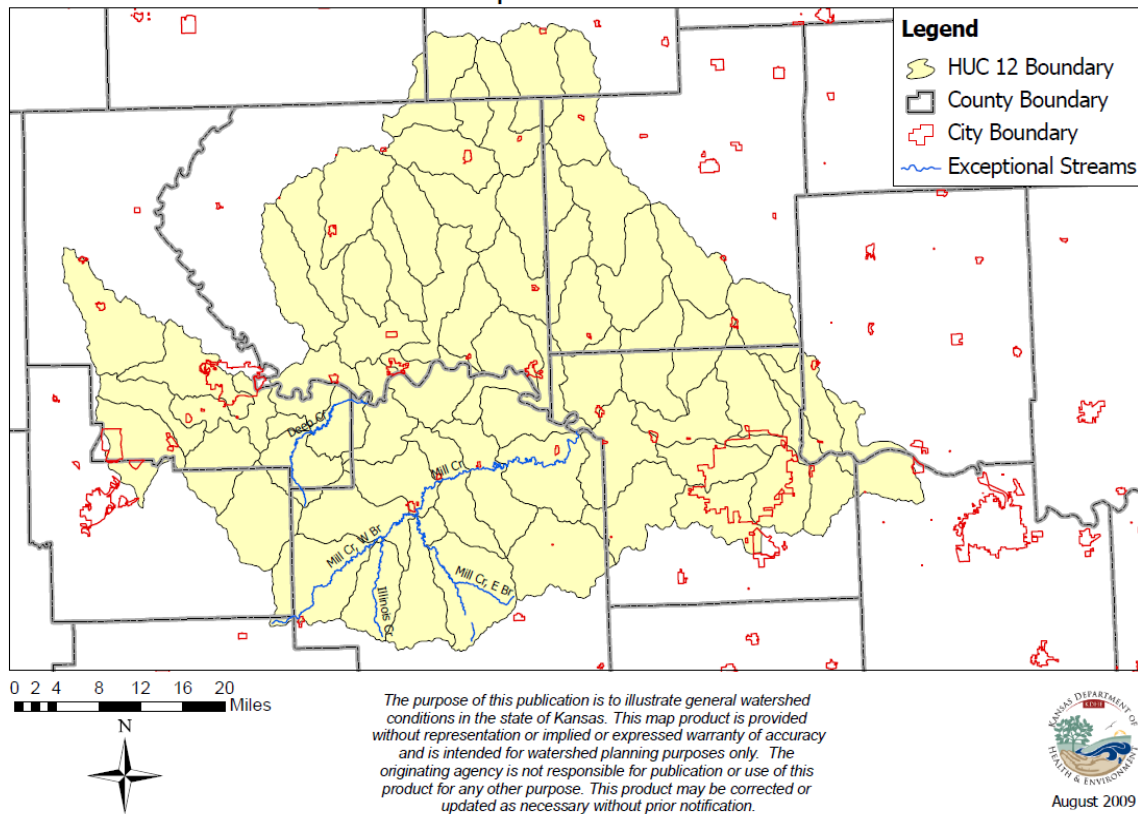 Legend
HUC 12 Boundary
County Boundary
City Boundary
Exceptional Streams
Deep Cr
Mill Cr
Mill Cr, W Br
Mill Cr, E Br
Illinois Cr
0 2 4 8 12 16 20
Miles
N
The purpose of this publication is to illustrate general watershed
conditions in the state of Kansas. This map product is provided
without representation or implied or expressed warranty of accuracy
and is intended for watershed planning purposes only. The
originating agency is not responsible for publication or use of this
product for any other purpose. This product may be corrected or
updated as necessary without prior notification.
KANSAS DEPARTMENT OF
KDHE
HEALTH & ENVIRONMENT
August 2009